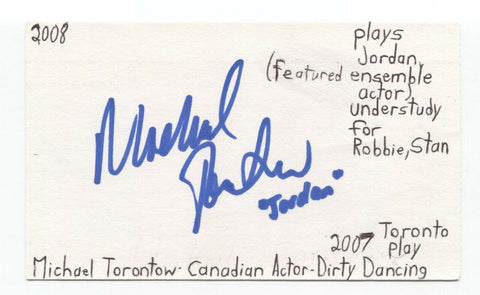 2008
plays
Jordan,
(featured ensemble
actor)
understudy
for
Robbie, Stan
Michael
"Jordan"
2007 Toronto
play
Michael Torontow - Canadian Actor - Dirty Dancing